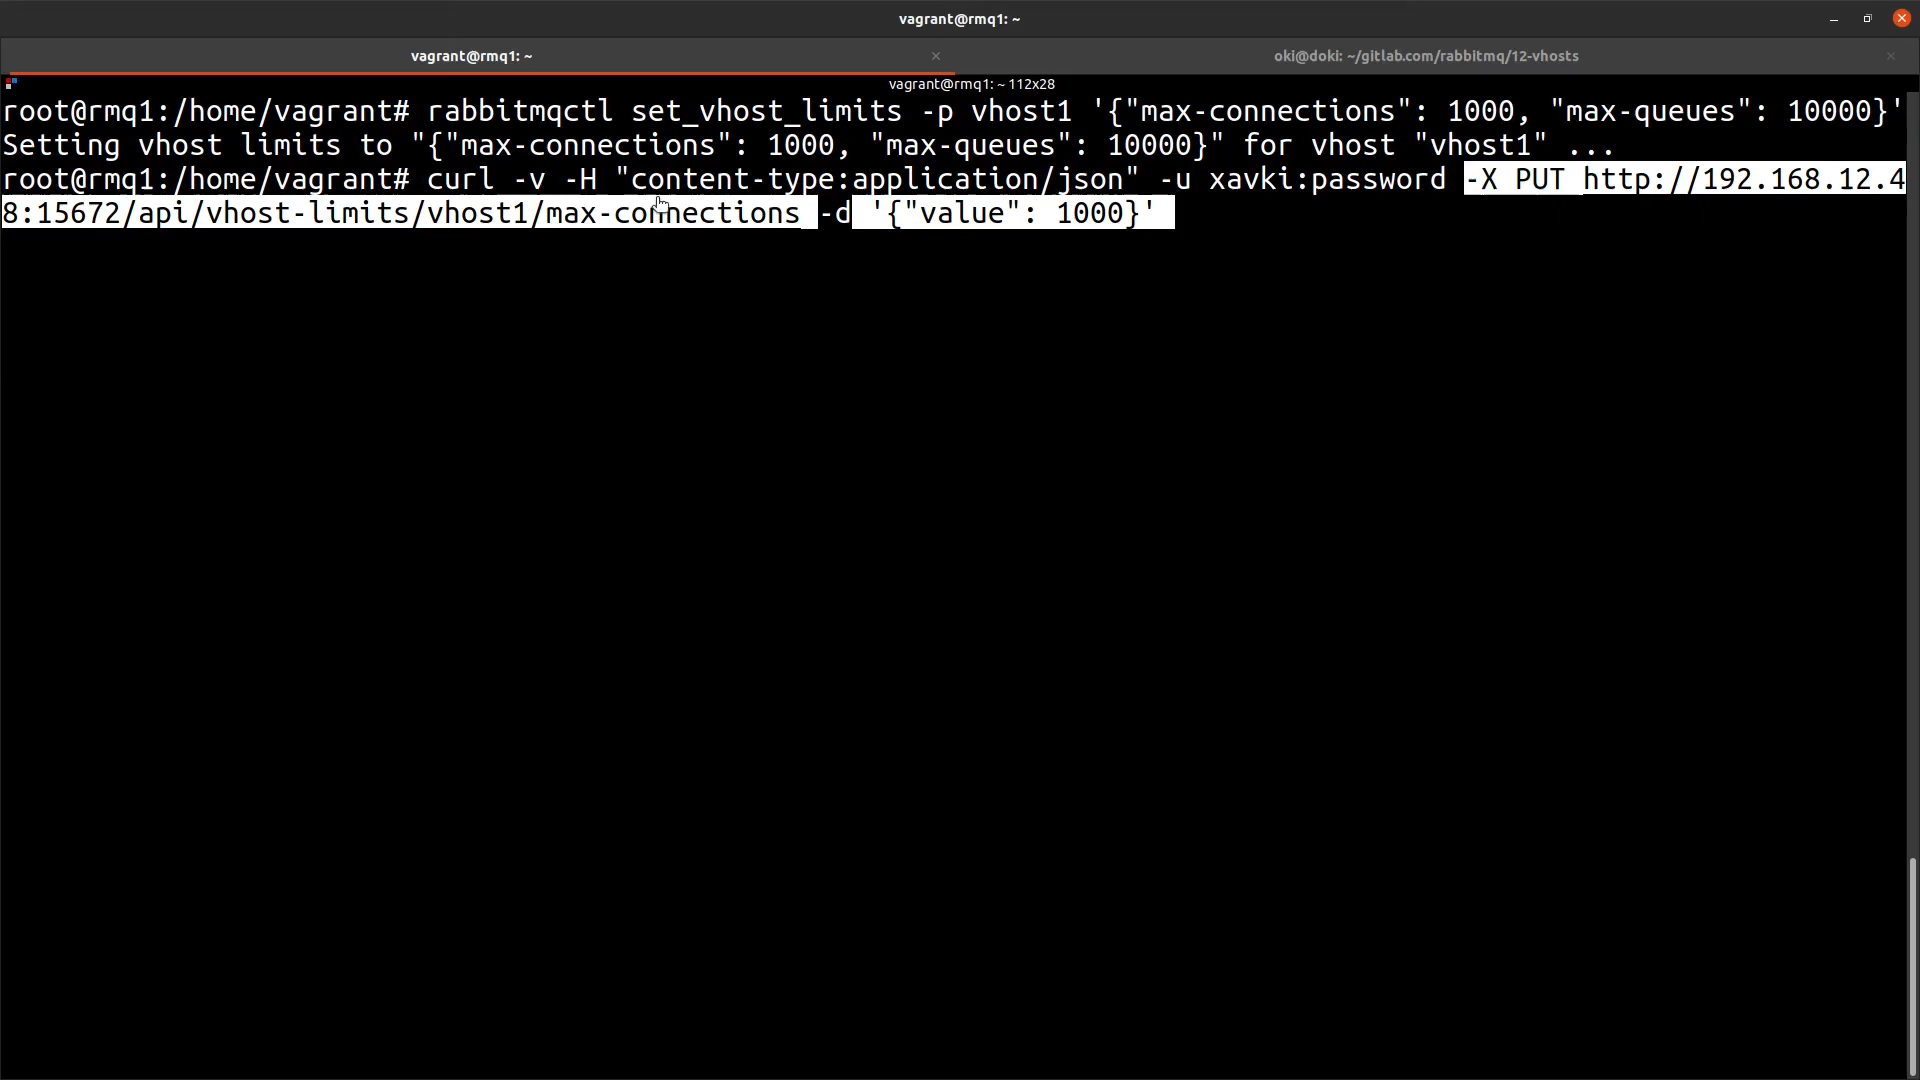 vagrant@rmq1: ~
vagrant@rmq1: ~ × oki@doki: ~/gitlab.com/rabbitmq/12-vhosts ×
vagrant@rmq1: ~ 112x28
root@rmq1:/home/vagrant# rabbitmqctl set_vhost_limits -p vhost1 '{"max-connections": 1000, "max-queues": 10000}'
Setting vhost limits to "{"max-connections": 1000, "max-queues": 10000}" for vhost "vhost1" ...
root@rmq1:/home/vagrant# curl -v -H "content-type:application/json" -u xavki:password -X PUT http://192.168.12.4
8:15672/api/vhost-limits/vhost1/max-connections -d '{"value": 1000}'